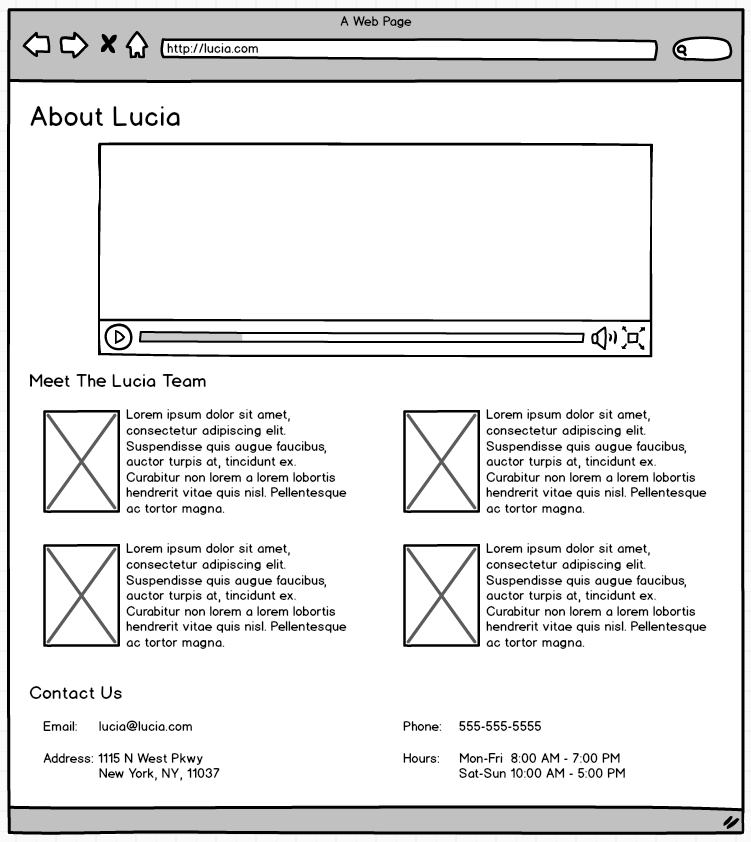 A Web Page
http://lucia.com
About Lucia
Meet The Lucia Team
Lorem ipsum dolor sit amet,
consectetur adipiscing elit.
Suspendisse quis augue faucibus,
auctor turpis at, tincidunt ex.
Curabitur non lorem a lorem lobortis
hendrerit vitae quis nisl. Pellentesque
ac tortor magna.
Lorem ipsum dolor sit amet,
consectetur adipiscing elit.
Suspendisse quis augue faucibus,
auctor turpis at, tincidunt ex.
Curabitur non lorem a lorem lobortis
hendrerit vitae quis nisl. Pellentesque
ac tortor magna.
Lorem ipsum dolor sit amet,
consectetur adipiscing elit.
Suspendisse quis augue faucibus,
auctor turpis at, tincidunt ex.
Curabitur non lorem a lorem lobortis
hendrerit vitae quis nisl. Pellentesque
ac tortor magna.
Lorem ipsum dolor sit amet,
consectetur adipiscing elit.
Suspendisse quis augue faucibus,
auctor turpis at, tincidunt ex.
Curabitur non lorem a lorem lobortis
hendrerit vitae quis nisl. Pellentesque
ac tortor magna.
Contact Us
Email: lucia@lucia.com
Phone: 555-555-5555
Address: 1115 N West Pkwy
New York, NY, 11037
Hours: Mon-Fri 8:00 AM - 7:00 PM
Sat-Sun 10:00 AM - 5:00 PM